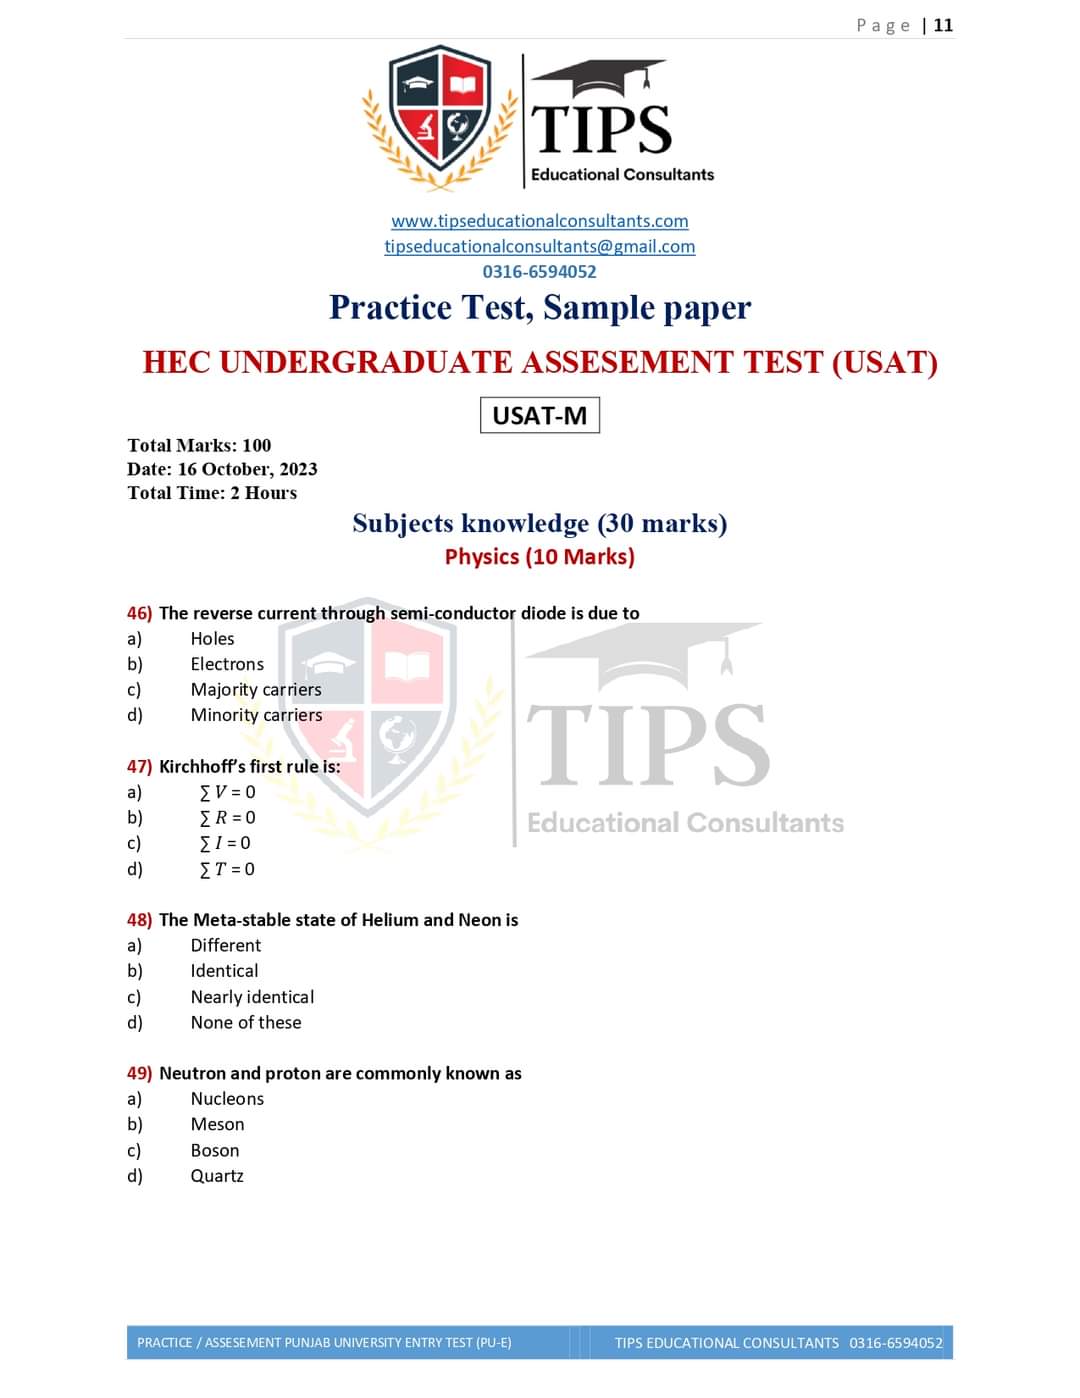 Page | 11
TIPS
Educational Consultants
www.tipseducationalconsultants.com
tipseducationalconsultants@gmail.com
0316-6594052
Practice Test, Sample paper
HEC UNDERGRADUATE ASSESEMENT TEST (USAT)
USAT-M
Total Marks: 100
Date: 16 October, 2023
Total Time: 2 Hours
Subjects knowledge (30 marks)
Physics (10 Marks)
46) The reverse current through semi-conductor diode is due to
a) Holes
b) Electrons
c) Majority carriers
d) Minority carriers
TIPS
Educational Consultants
47) Kirchhoff’s first rule is:
a) ∑ V = 0
b) ∑ R = 0
c) ∑ I = 0
d) ∑ T = 0
48) The Meta-stable state of Helium and Neon is
a) Different
b) Identical
c) Nearly identical
d) None of these
49) Neutron and proton are commonly known as
a) Nucleons
b) Meson
c) Boson
d) Quartz
PRACTICE / ASSESEMENT PUNJAB UNIVERSITY ENTRY TEST (PU-E) TIPS EDUCATIONAL CONSULTANTS 0316-6594052